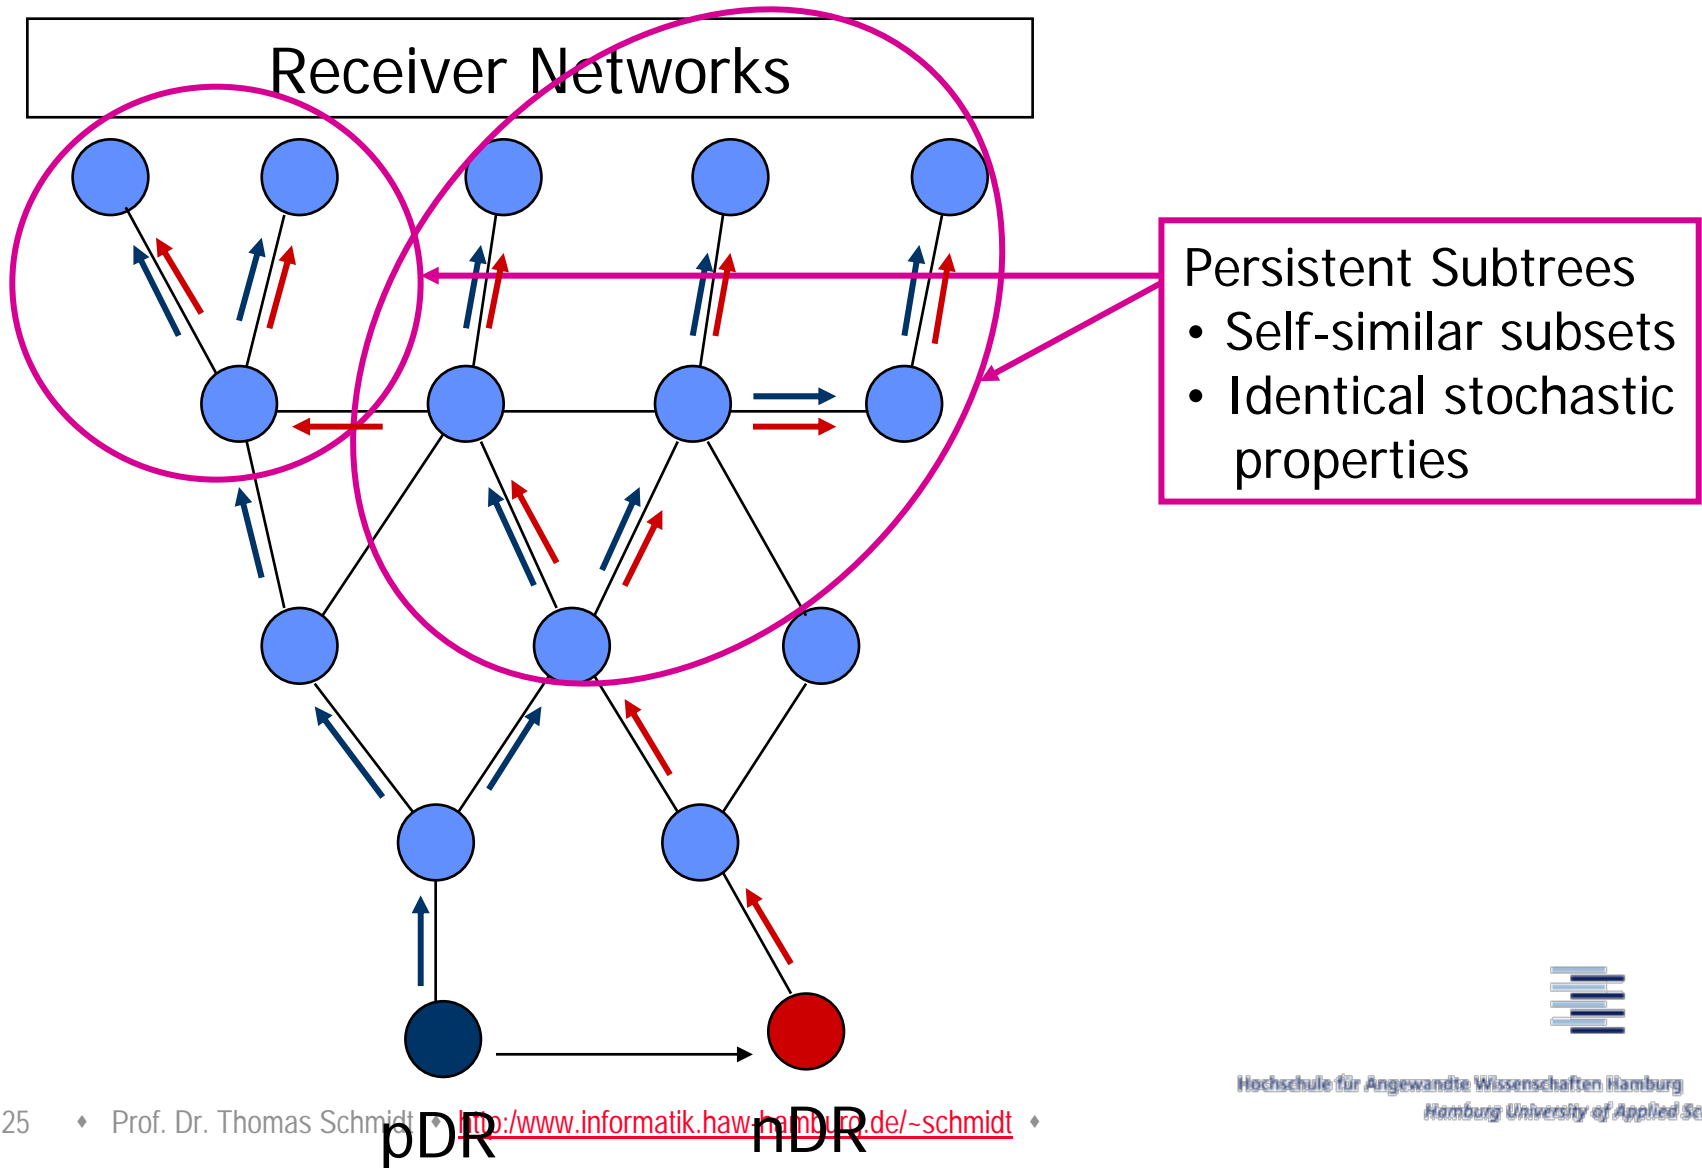 Receiver Networks
Persistent Subtrees
• Self-similar subsets
• Identical stochastic
properties
pDR
nDR
25 ♦ Prof. Dr. Thomas Schmidt ♦ http:/www.informatik.haw-hamburg.de/~schmidt ♦
Hochschule für Angewandte Wissenschaften Hamburg
Hamburg University of Applied